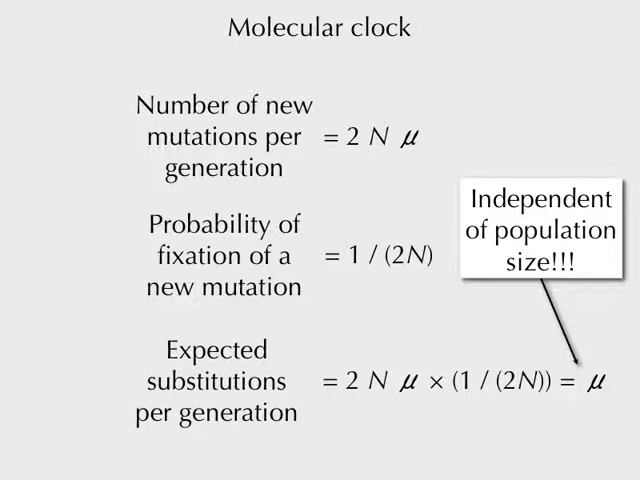 Molecular clock
Number of new
mutations per
generation
= 2 N μ
Probability of
fixation of a
new mutation
= 1 / (2N)
Independent
of population
size!!!
Expected
substitutions
per generation
= 2 N μ × (1 / (2N)) = μ